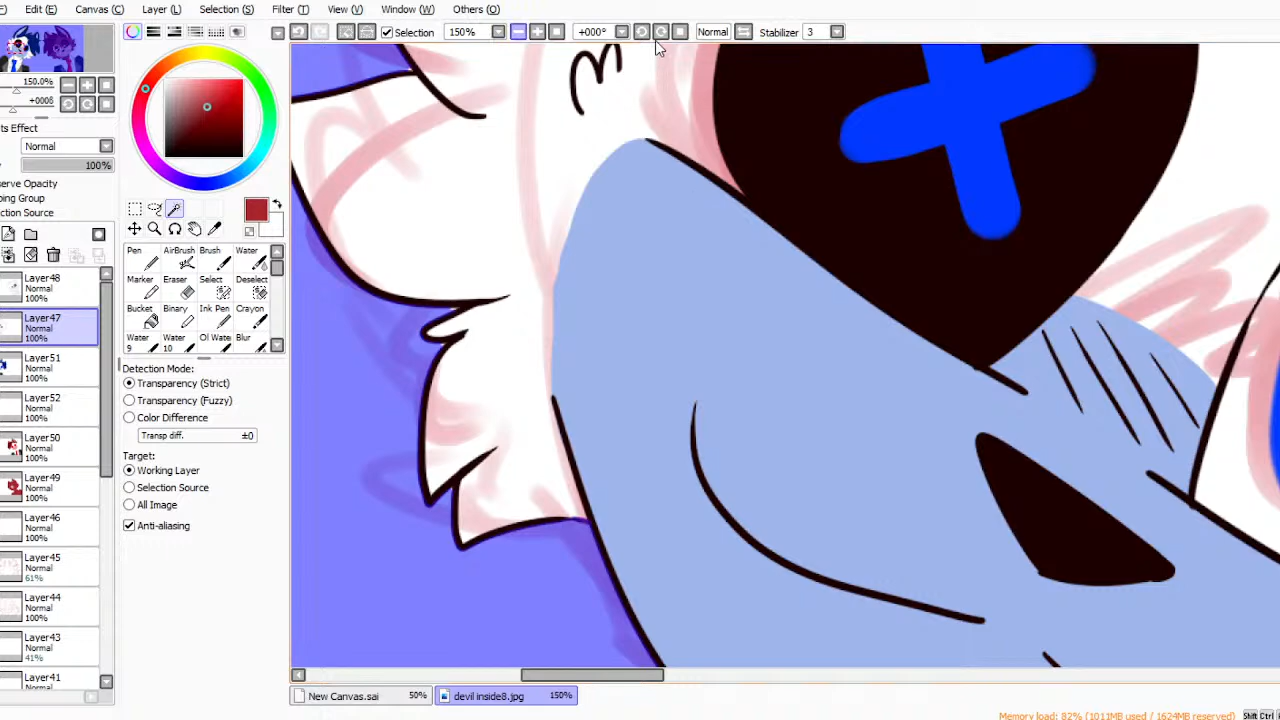 Edit (E) Canvas (C) Layer (L) Selection (S) Filter (T) View (V) Window (W) Others (O)
Selection 150% +000° Normal Stabilizer 3
150.0%
+000δ
ts Effect
Normal
100%
serve Opacity
ping Group
ction Source
Pen AirBrush Brush Water
Marker Eraser Select Deselect
Bucket Binary Ink Pen Crayon
Water 9 Water 10 Ol Water Blur
Layer48
Normal
100%
Layer47
Normal
100%
Layer51
Normal
100%
Layer52
Normal
100%
Layer50
Normal
100%
Layer49
Normal
100%
Layer46
Normal
100%
Layer45
Normal
61%
Layer44
Normal
100%
Layer43
Normal
41%
Layer41
Normal
Detection Mode:
Transparency (Strict)
Transparency (Fuzzy)
Color Difference
Transp diff. ±0
Target:
Working Layer
Selection Source
All Image
Anti-aliasing
New Canvas.sai 50% devil inside8.jpg 150%
Memory load: 82% (1011MB used / 1624MB reserved) Shift Ctrl